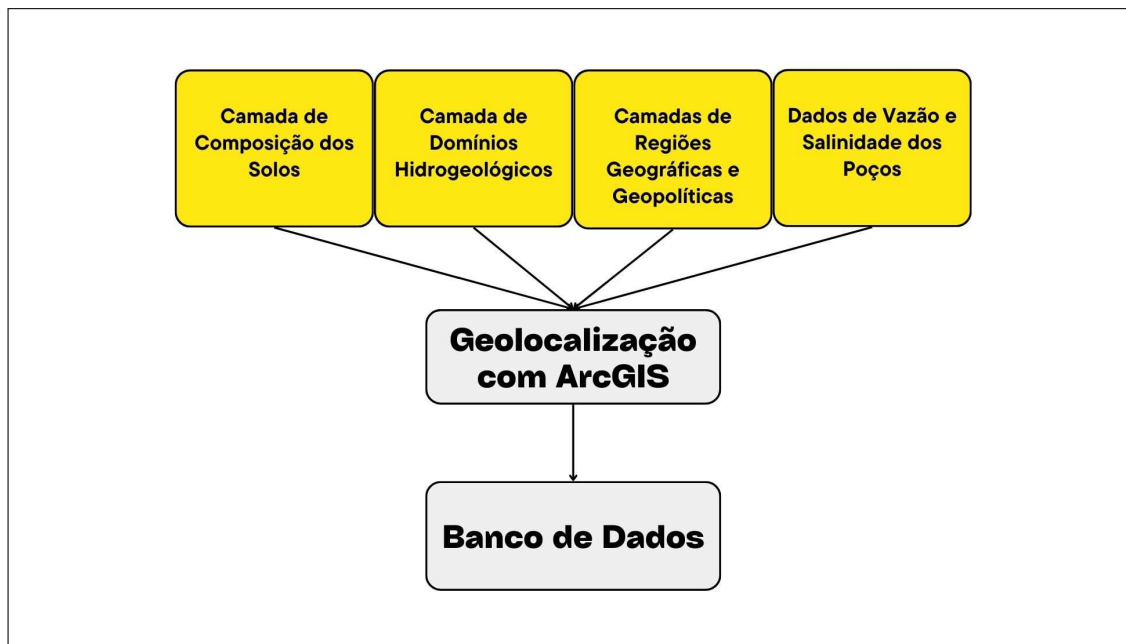 Camada de
Composição dos
Solos
Camada de
Domínios
Hidrogeológicos
Camadas de
Regiões
Geográficas e
Geopolíticas
Dados de Vazão e
Salinidade dos
Poços
Geolocalização
com ArcGIS
Banco de Dados